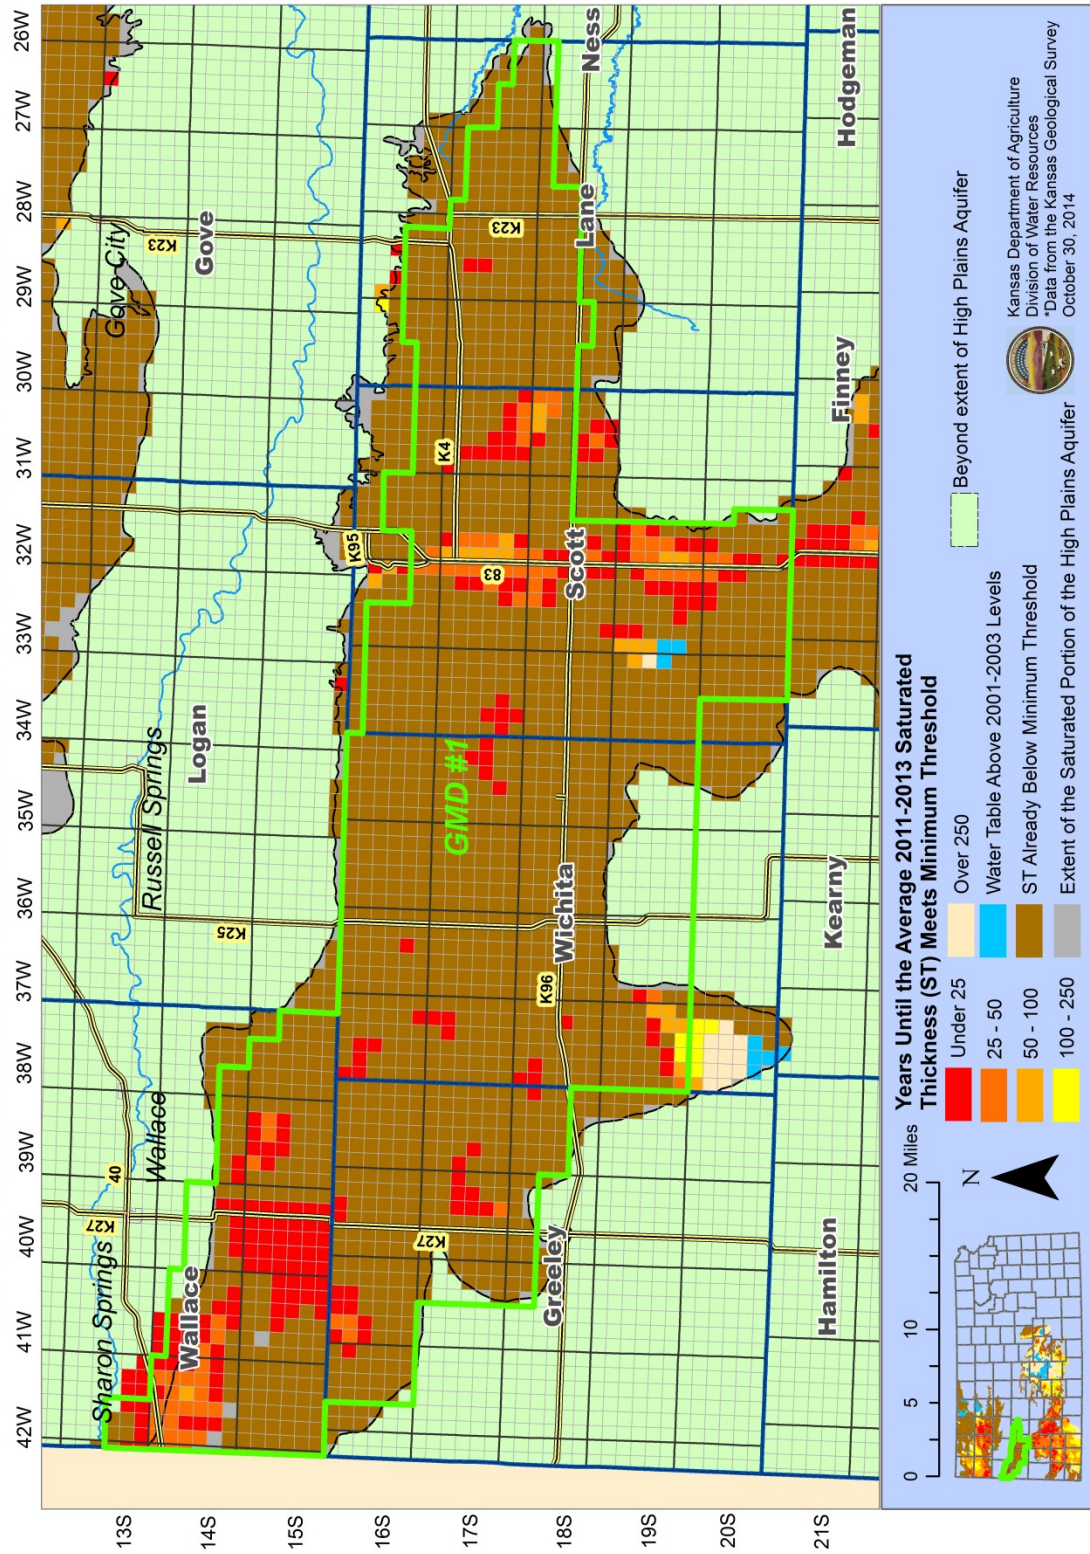 42W 41W 40W 39W 38W 37W 36W 35W 34W 33W 32W 31W 30W 29W 28W 27W 26W
13S
14S
15S
16S
17S
18S
19S
20S
21S
Sharon Springs
Wallace
Russell Springs
Gove City
K27
40
K25
K23
Wallace
Logan
Gove
K95
GMD #1
K4
K27
83
K23
K96
Greeley
Wichita
Scott
Lane
Ness
Hamilton
Kearny
Finney
Hodgeman
0 5 10 20 Miles
N
Years Until the Average 2011-2013 Saturated
Thickness (ST) Meets Minimum Threshold
Under 25
25 - 50
50 - 100
100 - 250
Over 250
Water Table Above 2001-2003 Levels
ST Already Below Minimum Threshold
Extent of the Saturated Portion of the High Plains Aquifer
Beyond extent of High Plains Aquifer
Kansas Department of Agriculture
Division of Water Resources
*Data from the Kansas Geological Survey
October 30, 2014